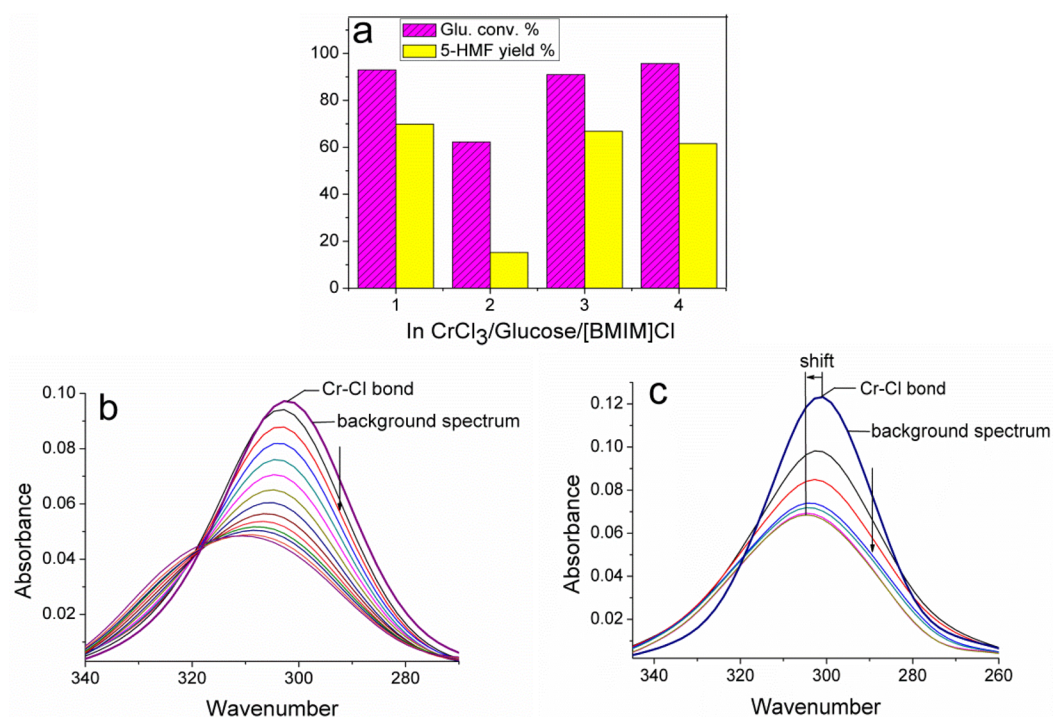 a
Glu. conv. %
5-HMF yield %
100
80
60
40
20
0
1 2 3 4
In CrCl3/Glucose/[BMIM]Cl
b
Cr-Cl bond
background spectrum
0.10
0.08
0.06
0.04
0.02
Absorbance
340 320 300 280
Wavenumber
shift
c
Cr-Cl bond
background spectrum
0.12
0.10
0.08
0.06
0.04
0.02
Absorbance
340 320 300 280 260
Wavenumber